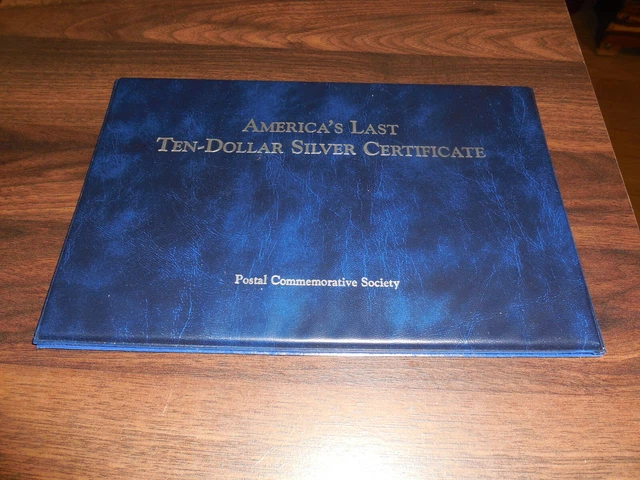 America's Last
Ten-Dollar Silver Certificate
Postal Commemorative Society